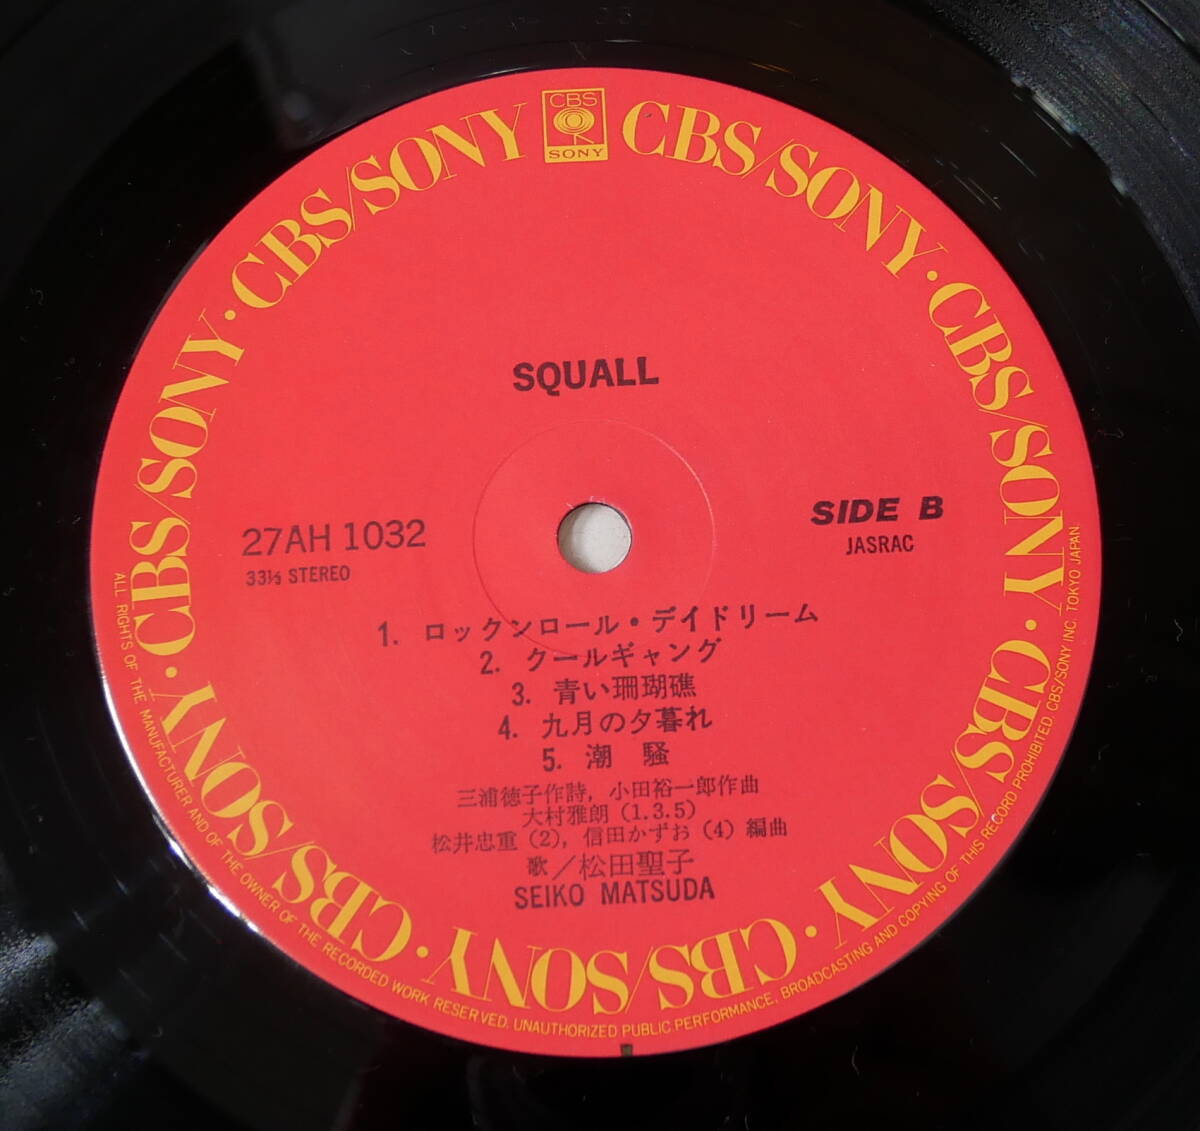 CBS
SONY
CBS/SONY · CBS/SONY · CBS/SONY · CBS/SONY · CBS/SONY · CBS/SONY · CBS/SONY · CBS/SONY · CBS/SONY
SQUALL
27AH 1032
33⅓ STEREO
SIDE B
JASRAC
1. ロックンロール・デイドリーム
2. クールギャング
3. 青い珊瑚礁
4. 九月の夕暮れ
5. 潮 騒
三浦徳子作詩, 小田裕一郎作曲
大村雅朗 (1.3.5)
松井忠重 (2), 信田かずお (4) 編曲
歌/松田聖子
SEIKO MATSUDA
ALL RIGHTS OF THE MANUFACTURER AND OF THE OWNER OF THE RECORDED WORK RESERVED. UNAUTHORIZED PUBLIC PERFORMANCE, BROADCASTING AND COPYING OF THIS RECORD PROHIBITED. CBS/SONY INC. TOKYO JAPAN.